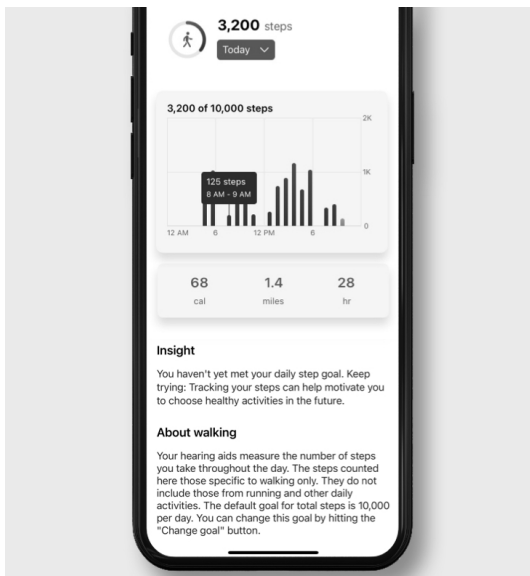 3,200 steps
Today
3,200 of 10,000 steps
2K
125 steps
8 AM - 9 AM
1K
0
12 AM 6 12 PM 6
68 1.4 28
cal miles hr
Insight
You haven't yet met your daily step goal. Keep
trying: Tracking your steps can help motivate you
to choose healthy activities in the future.
About walking
Your hearing aids measure the number of steps
you take throughout the day. The steps counted
here those specific to walking only. They do not
include those from running and other daily
activities. The default goal for total steps is 10,000
per day. You can change this goal by hitting the
"Change goal" button.